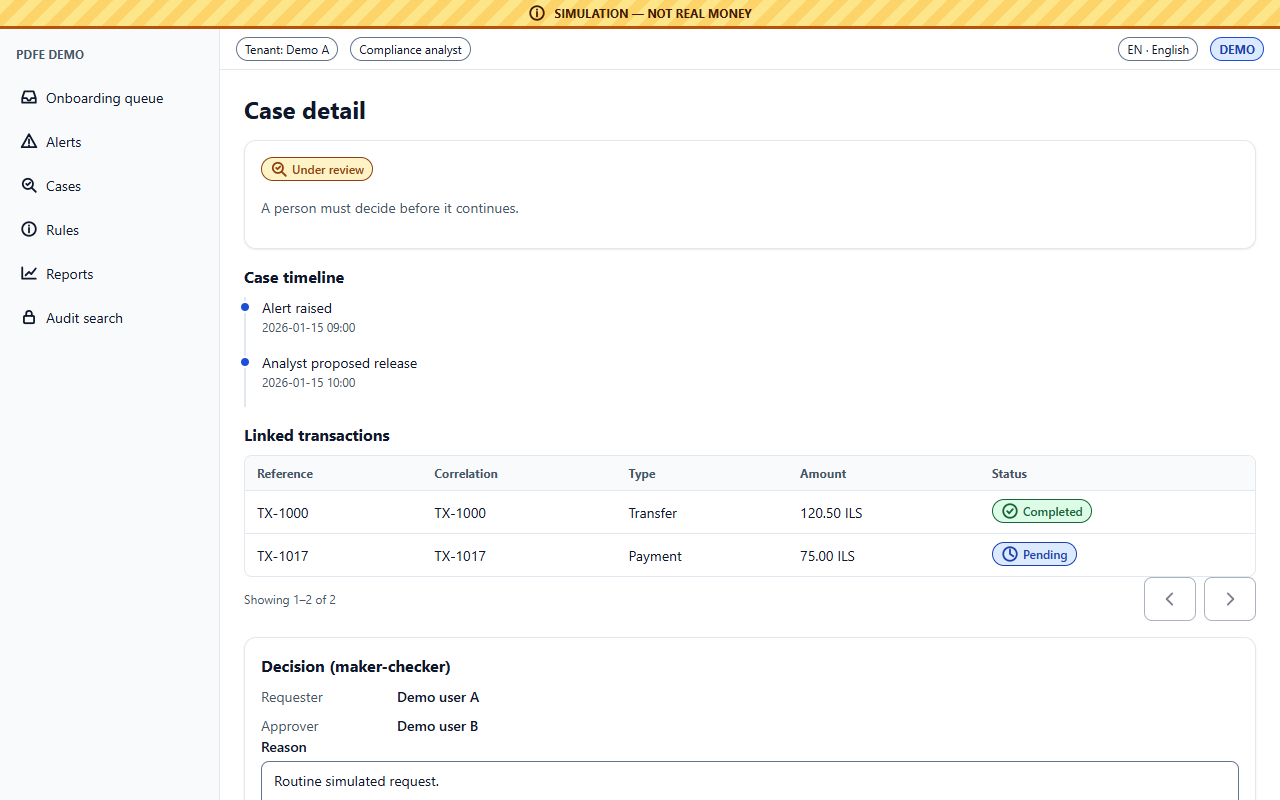 SIMULATION — NOT REAL MONEY
PDFE DEMO
Onboarding queue
Alerts
Cases
Rules
Reports
Audit search
Tenant: Demo A
Compliance analyst
EN · English
DEMO
Case detail
Under review
A person must decide before it continues.
Case timeline
Alert raised
2026-01-15 09:00
Analyst proposed release
2026-01-15 10:00
Linked transactions
Reference Correlation Type Amount Status
TX-1000 TX-1000 Transfer 120.50 ILS Completed
TX-1017 TX-1017 Payment 75.00 ILS Pending
Showing 1–2 of 2
Decision (maker-checker)
Requester Demo user A
Approver Demo user B
Reason
Routine simulated request.